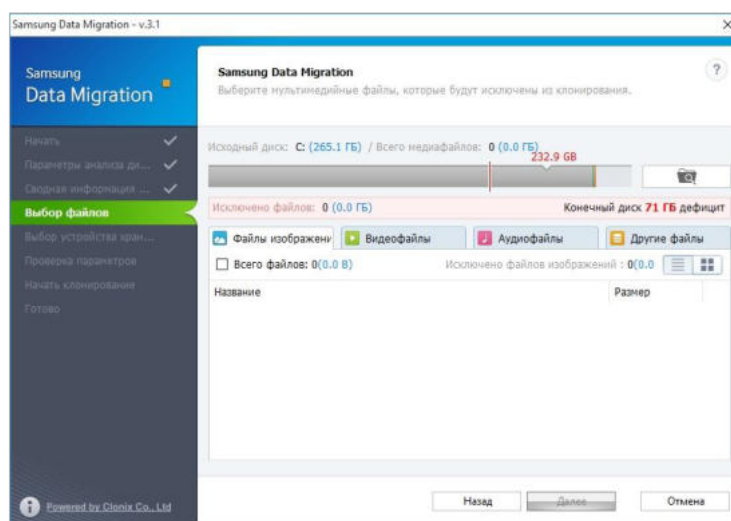 Samsung Data Migration - v.3.1
Samsung
Data Migration
Samsung Data Migration
?
Выберите мультимедийные файлы, которые будут исключены из клонирования.
Начать
Параметры анализа ди...
Сводная информация ...
Выбор файлов
Выбор устройства хран...
Проверка параметров
Начать клонирование
Готово
Исходный диск: C: (265.1 ГБ) / Всего медиафайлов: 0 (0.0 ГБ)
232.9 GB
Исключено файлов: 0 (0.0 ГБ)
Конечный диск 71 ГБ дефицит
Файлы изображени
Видеофайлы
Аудиофайлы
Другие файлы
Всего файлов: 0(0.0 B)
Исключено файлов изображений : 0(0.0
Название
Размер
Powered by Clonix Co., Ltd
Назад
Далее
Отмена